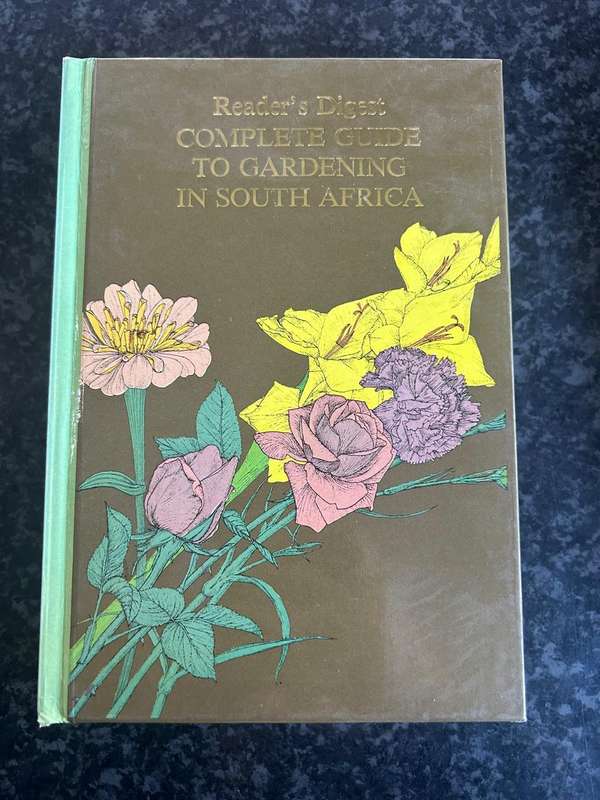 Reader's Digest
COMPLETE GUIDE
TO GARDENING
IN SOUTH AFRICA